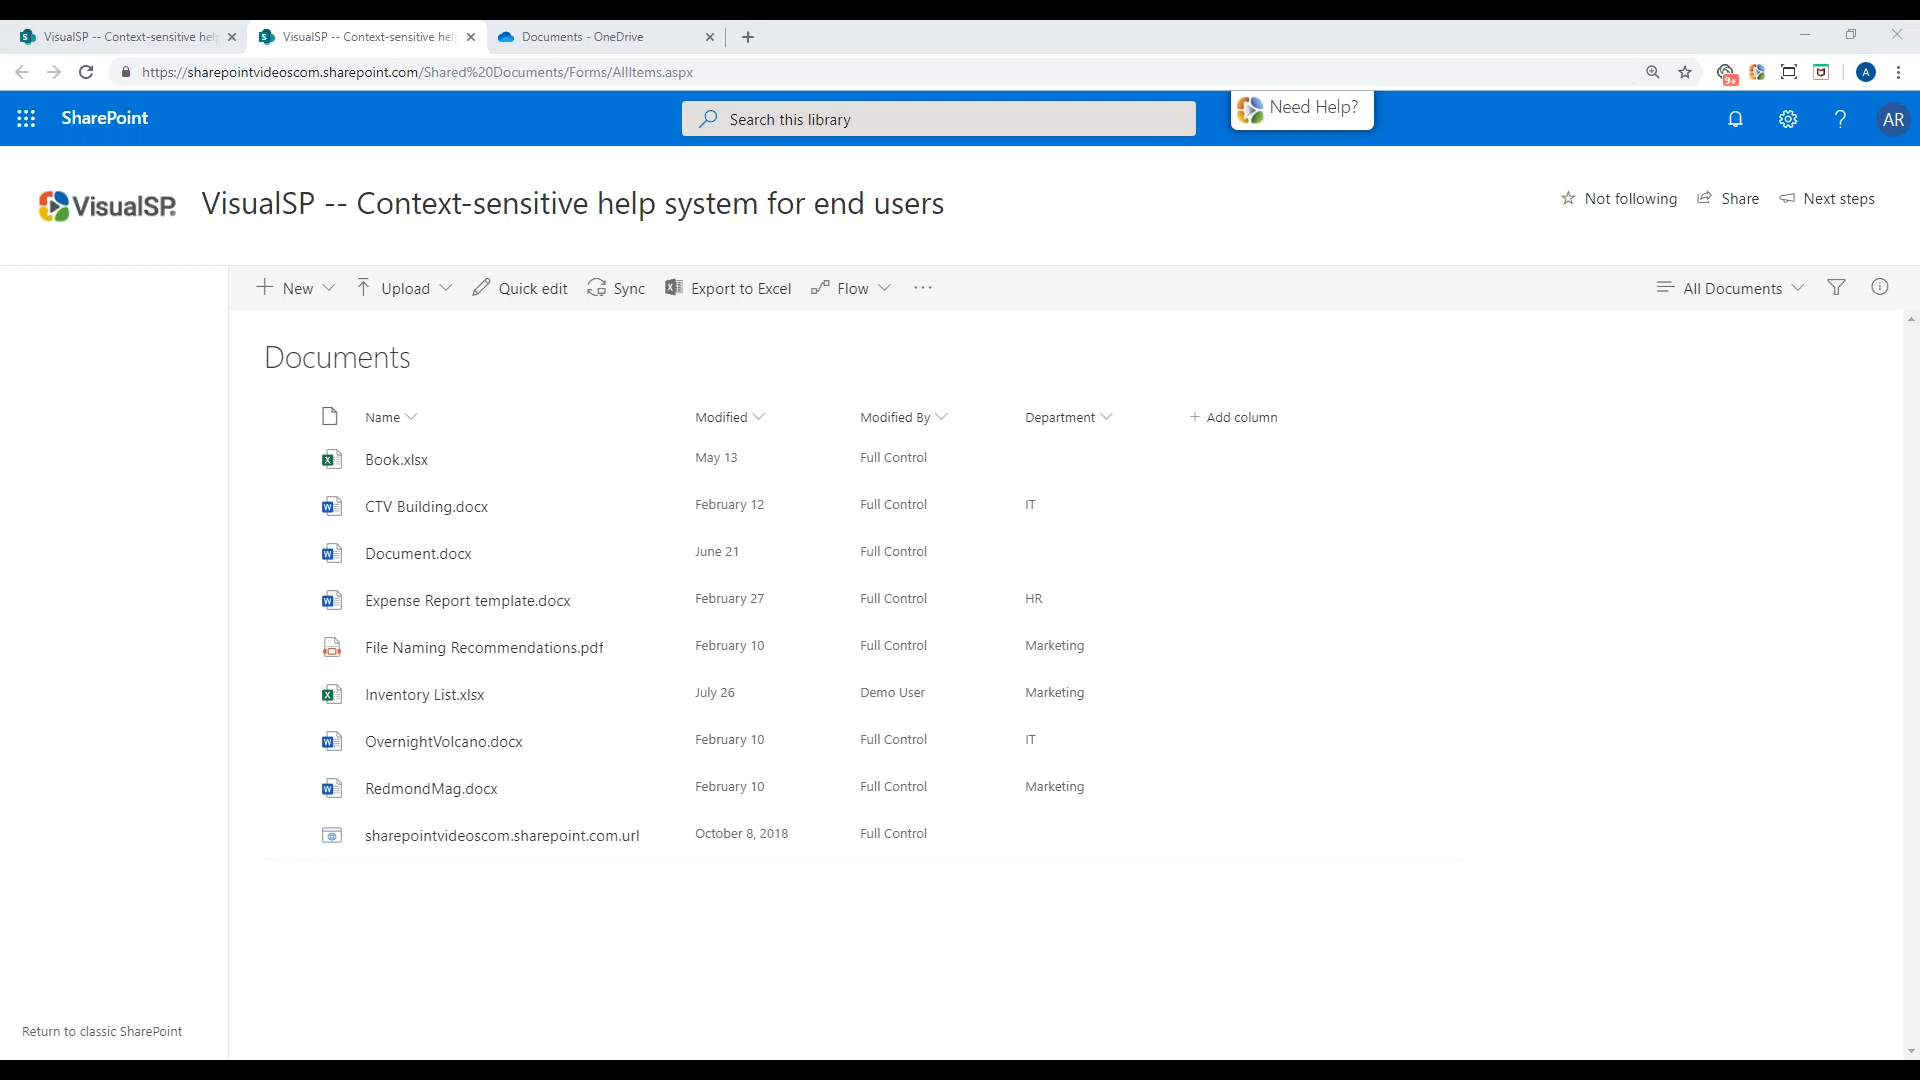 VisualSP -- Context-sensitive hel
VisualSP -- Context-sensitive hel
Documents - OneDrive
https://sharepointvideoscom.sharepoint.com/Shared%20Documents/Forms/AllItems.aspx
9+
A
SharePoint
Search this library
Need Help?
AR
VisualSP
VisualSP -- Context-sensitive help system for end users
Not following
Share
Next steps
New
Upload
Quick edit
Sync
Export to Excel
Flow
All Documents
Documents
Name Modified Modified By Department Add column
Book.xlsx May 13 Full Control
CTV Building.docx February 12 Full Control IT
Document.docx June 21 Full Control
Expense Report template.docx February 27 Full Control HR
File Naming Recommendations.pdf February 10 Full Control Marketing
Inventory List.xlsx July 26 Demo User Marketing
OvernightVolcano.docx February 10 Full Control IT
RedmondMag.docx February 10 Full Control Marketing
sharepointvideoscom.sharepoint.com.url October 8, 2018 Full Control
Return to classic SharePoint